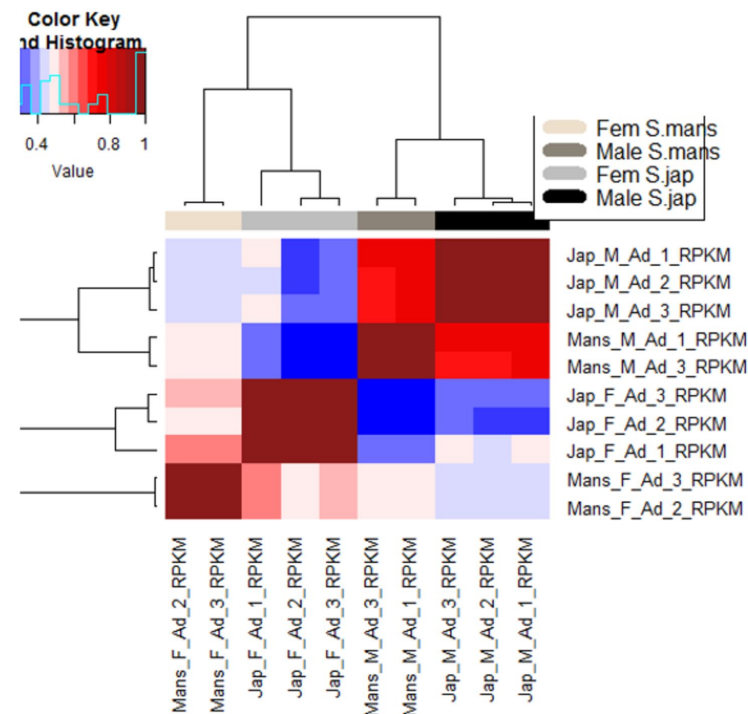 Color Key
nd Histogram
0.4 0.8 1
Value
Fem S.mans
Male S.mans
Fem S.jap
Male S.jap
Jap_M_Ad_1_RPKM
Jap_M_Ad_2_RPKM
Jap_M_Ad_3_RPKM
Mans_M_Ad_1_RPKM
Mans_M_Ad_3_RPKM
Jap_F_Ad_3_RPKM
Jap_F_Ad_2_RPKM
Jap_F_Ad_1_RPKM
Mans_F_Ad_3_RPKM
Mans_F_Ad_2_RPKM
Mans_F_Ad_2_RPKM
Mans_F_Ad_3_RPKM
Jap_F_Ad_1_RPKM
Jap_F_Ad_2_RPKM
Jap_F_Ad_3_RPKM
Mans_M_Ad_3_RPKM
Mans_M_Ad_1_RPKM
Jap_M_Ad_3_RPKM
Jap_M_Ad_2_RPKM
Jap_M_Ad_1_RPKM